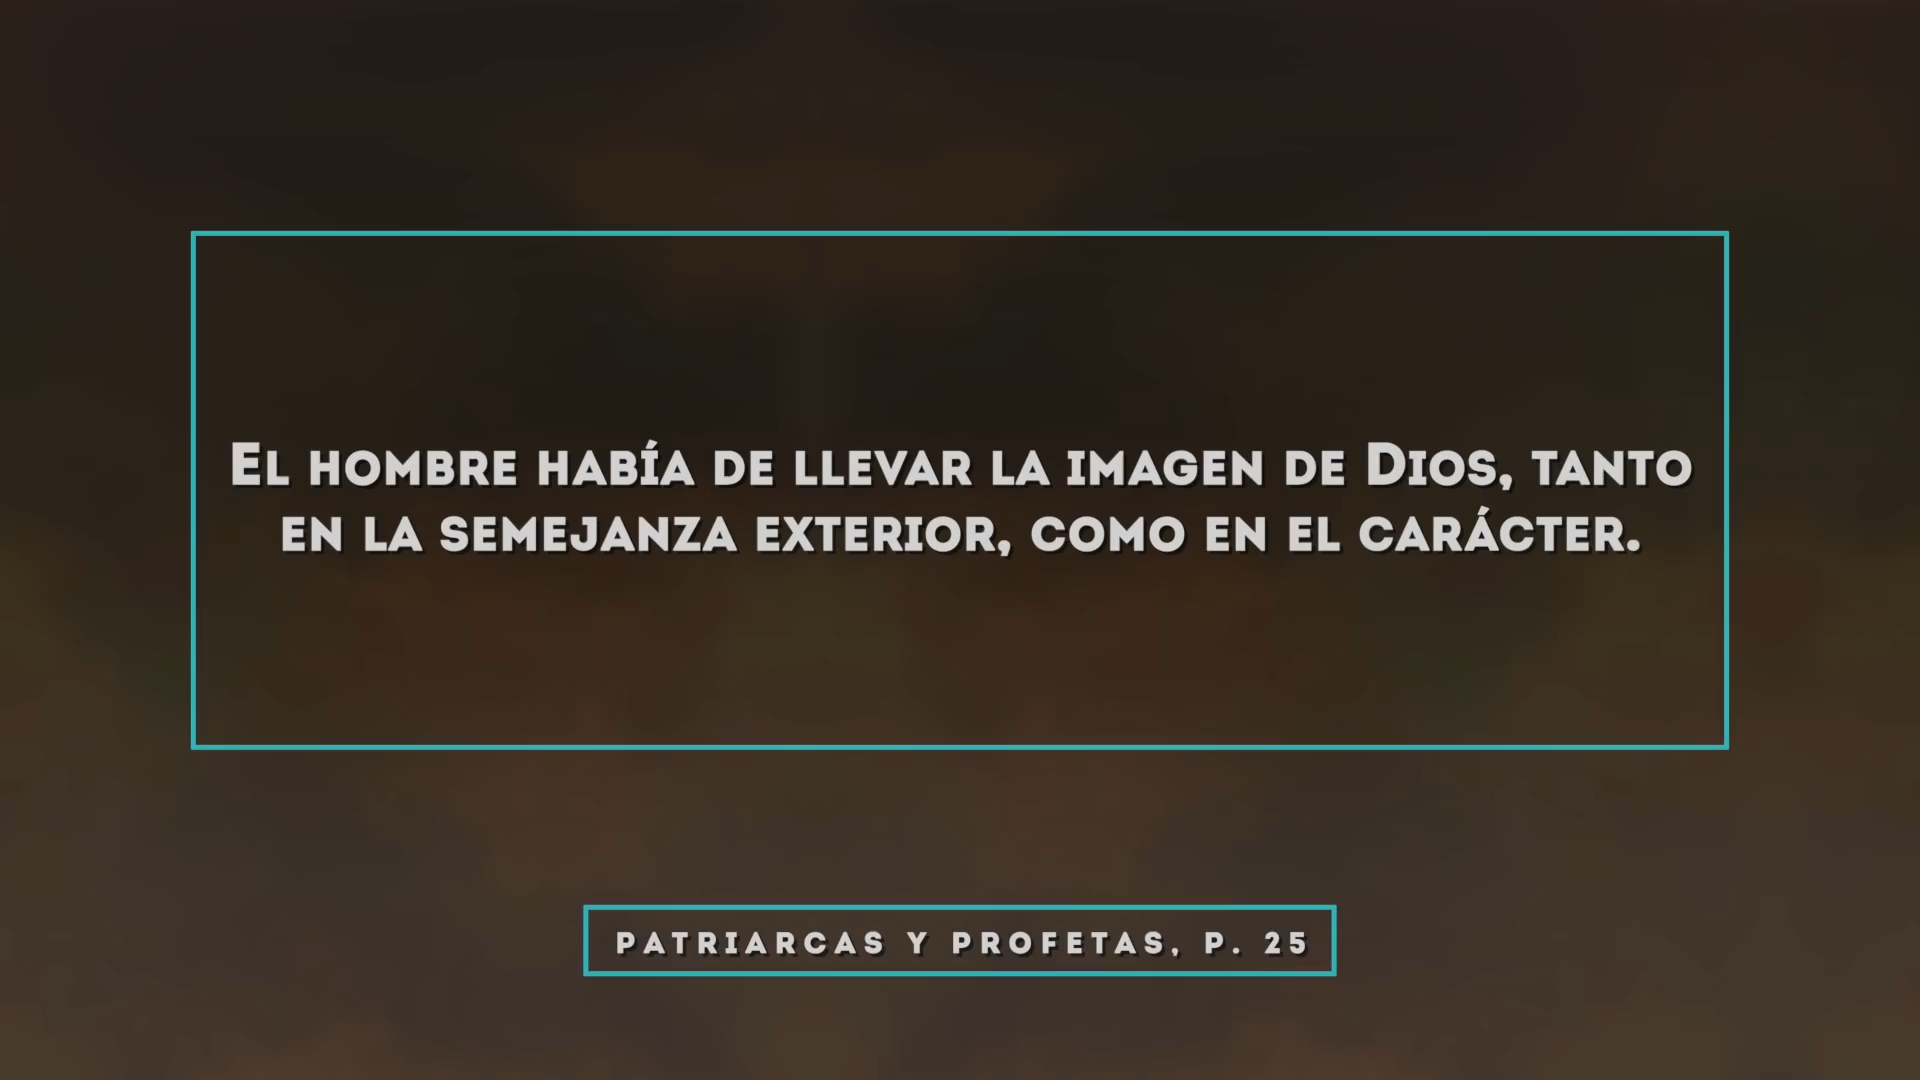 El hombre había de llevar la imagen de Dios, tanto
en la semejanza exterior, como en el carácter.
PATRIARCAS Y PROFETAS, P. 25